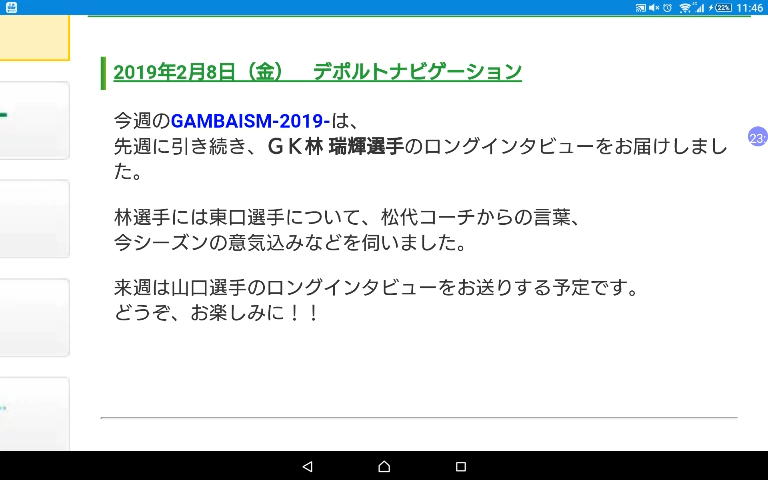 22%
11:46
2019年2月8日（金）　デポルトナビゲーション
今週のGAMBAISM-2019-は、
先週に引き続き、ＧＫ林 瑞輝選手のロングインタビューをお届けしまし
た。
林選手には東口選手について、松代コーチからの言葉、
今シーズンの意気込みなどを伺いました。
来週は山口選手のロングインタビューをお送りする予定です。
どうぞ、お楽しみに！！
23: